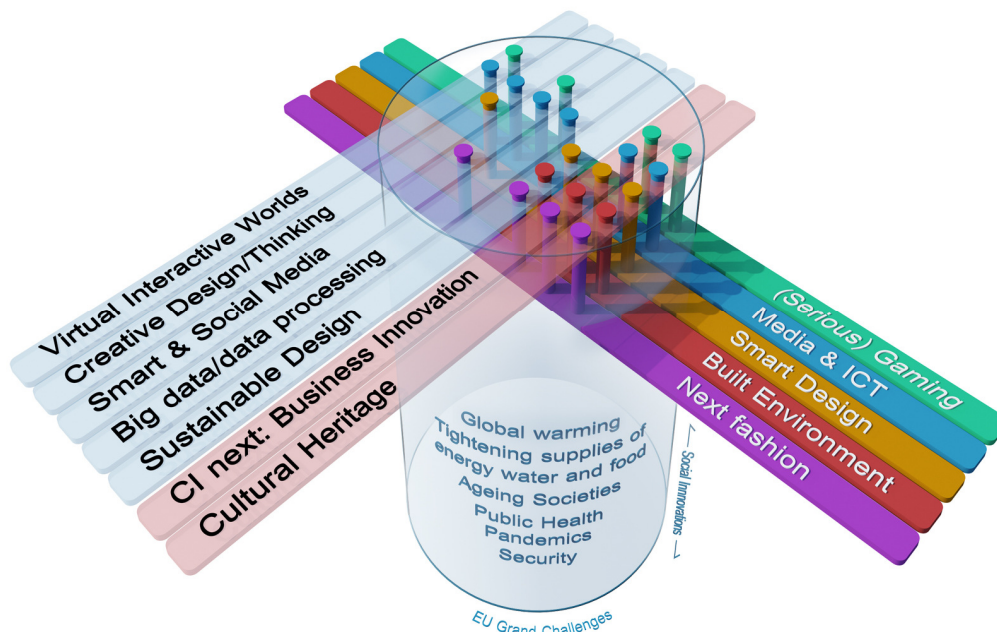 Virtual Interactive Worlds
Creative Design/Thinking
Smart & Social Media
Big data/data processing
Sustainable Design
CI next: Business Innovation
Cultural Heritage
(Serious) Gaming
Media & ICT
Smart Design
Built Environment
Next fashion
Global warming
Tightening supplies of
energy water and food
Ageing Societies
Public Health
Pandemics
Security
Social Innovations
EU Grand Challenges